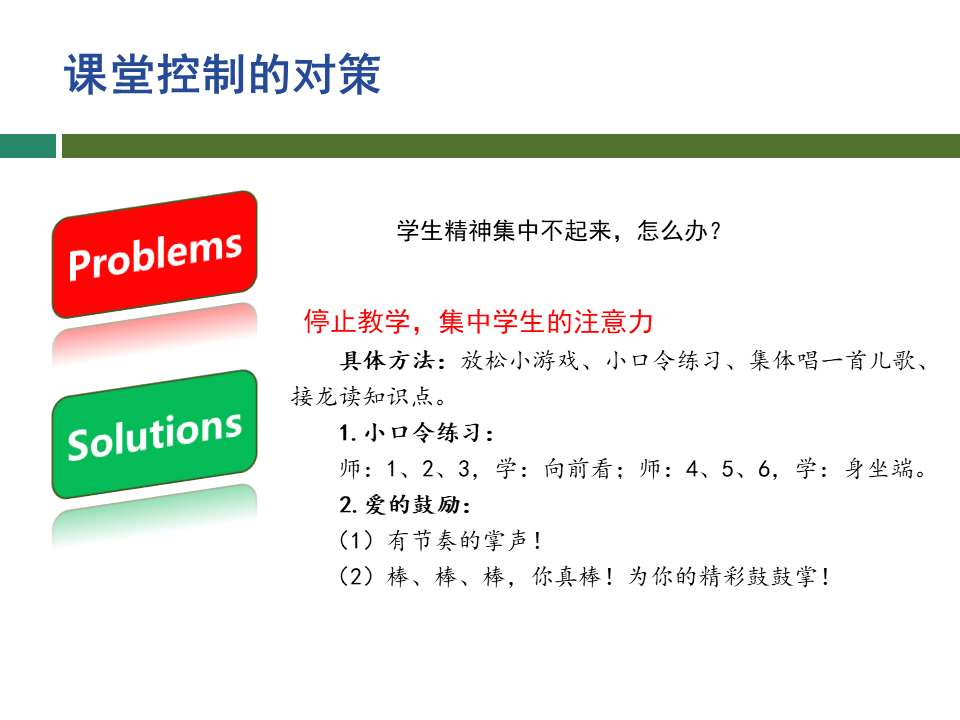 课堂控制的对策
Problems
学生精神集中不起来，怎么办？
停止教学，集中学生的注意力
具体方法：放松小游戏、小口令练习、集体唱一首儿歌、
接龙读知识点。
Solutions
1.小口令练习：
师：1、2、3，学：向前看；师：4、5、6，学：身坐端。
2.爱的鼓励：
（1）有节奏的掌声！
（2）棒、棒、棒，你真棒！为你的精彩鼓鼓掌！